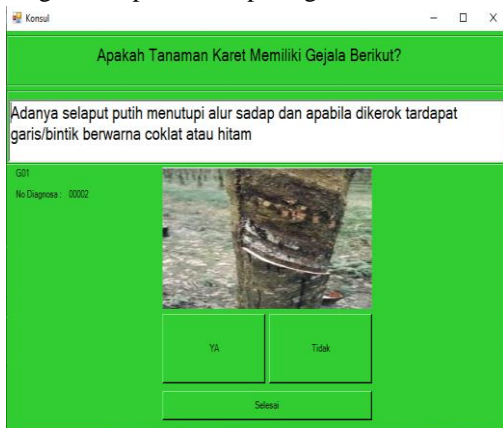 Konsul
Apakah Tanaman Karet Memiliki Gejala Berikut?
Adanya selaput putih menutupi alur sadap dan apabila dikerok tardapat
garis/bintik berwarna coklat atau hitam
G01
No Diagnosa : 00002
YA
Tidak
Selesai